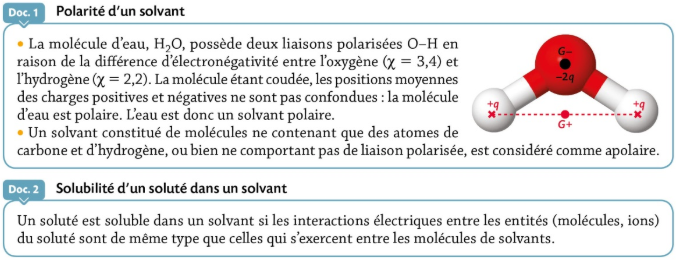 Doc. 1 Polarité d'un solvant
• La molécule d'eau, H₂O, possède deux liaisons polarisées O–H en
raison de la différence d'électronégativité entre l'oxygène (χ = 3,4) et
l'hydrogène (χ = 2,2). La molécule étant coudée, les positions moyennes
des charges positives et négatives ne sont pas confondues : la molécule
d'eau est polaire. L'eau est donc un solvant polaire.
• Un solvant constitué de molécules ne contenant que des atomes de
carbone et d'hydrogène, ou bien ne comportant pas de liaison polarisée, est considéré comme apolaire.
G–
–2q
+q
+q
G+
Doc. 2 Solubilité d'un soluté dans un solvant
Un soluté est soluble dans un solvant si les interactions électriques entre les entités (molécules, ions)
du soluté sont de même type que celles qui s'exercent entre les molécules de solvants.